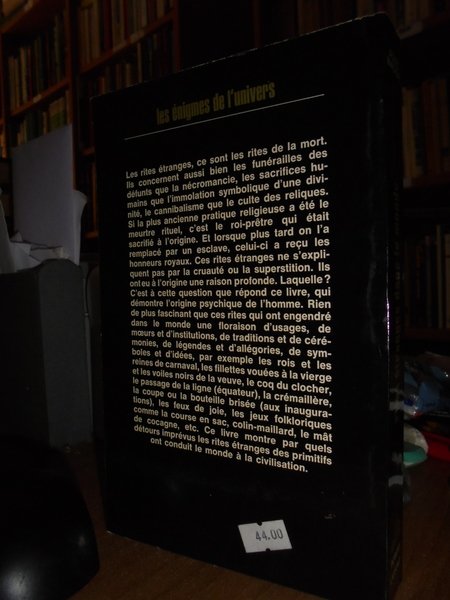 les énigmes de l'univers
Les rites étranges, ce sont les rites de la mort.
Ils concernent aussi bien les funérailles des
défunts que la nécromancie, les sacrifices hu-
mains que l'immolation symbolique d'une divi-
nité, le cannibalisme que le culte des reliques.
Si la plus ancienne pratique religieuse a été le
meurtre rituel, c'est le roi-prêtre qui était
sacrifié à l'origine. Et lorsque plus tard on l'a
remplacé par un esclave, celui-ci a reçu les
honneurs royaux. Ces rites étranges ne s'expli-
quent pas par la cruauté ou la superstition. Ils
ont eu à l'origine une raison profonde. Laquelle ?
C'est à cette question que répond ce livre, qui
démontre l'origine psychique de l'homme. Rien
de plus fascinant que ces rites qui ont engendré
dans le monde une floraison d'usages, de
mœurs et d'institutions, de traditions et de céré-
monies, de légendes et d'allégories, de sym-
boles et d'idées, par exemple les rois et les
reines de carnaval, les fillettes vouées à la vierge
et les voiles noirs de la veuve, le coq du clocher,
le passage de la ligne (équateur), la crémaillère,
la coupe ou la bouteille brisée (aux inaugura-
tions), les feux de joie, les jeux folkloriques
comme la course en sac, colin-maillard, le mât
de cocagne, etc. Ce livre montre par quels
détours imprévus les rites étranges des primitifs
ont conduit le monde à la civilisation.
44.00